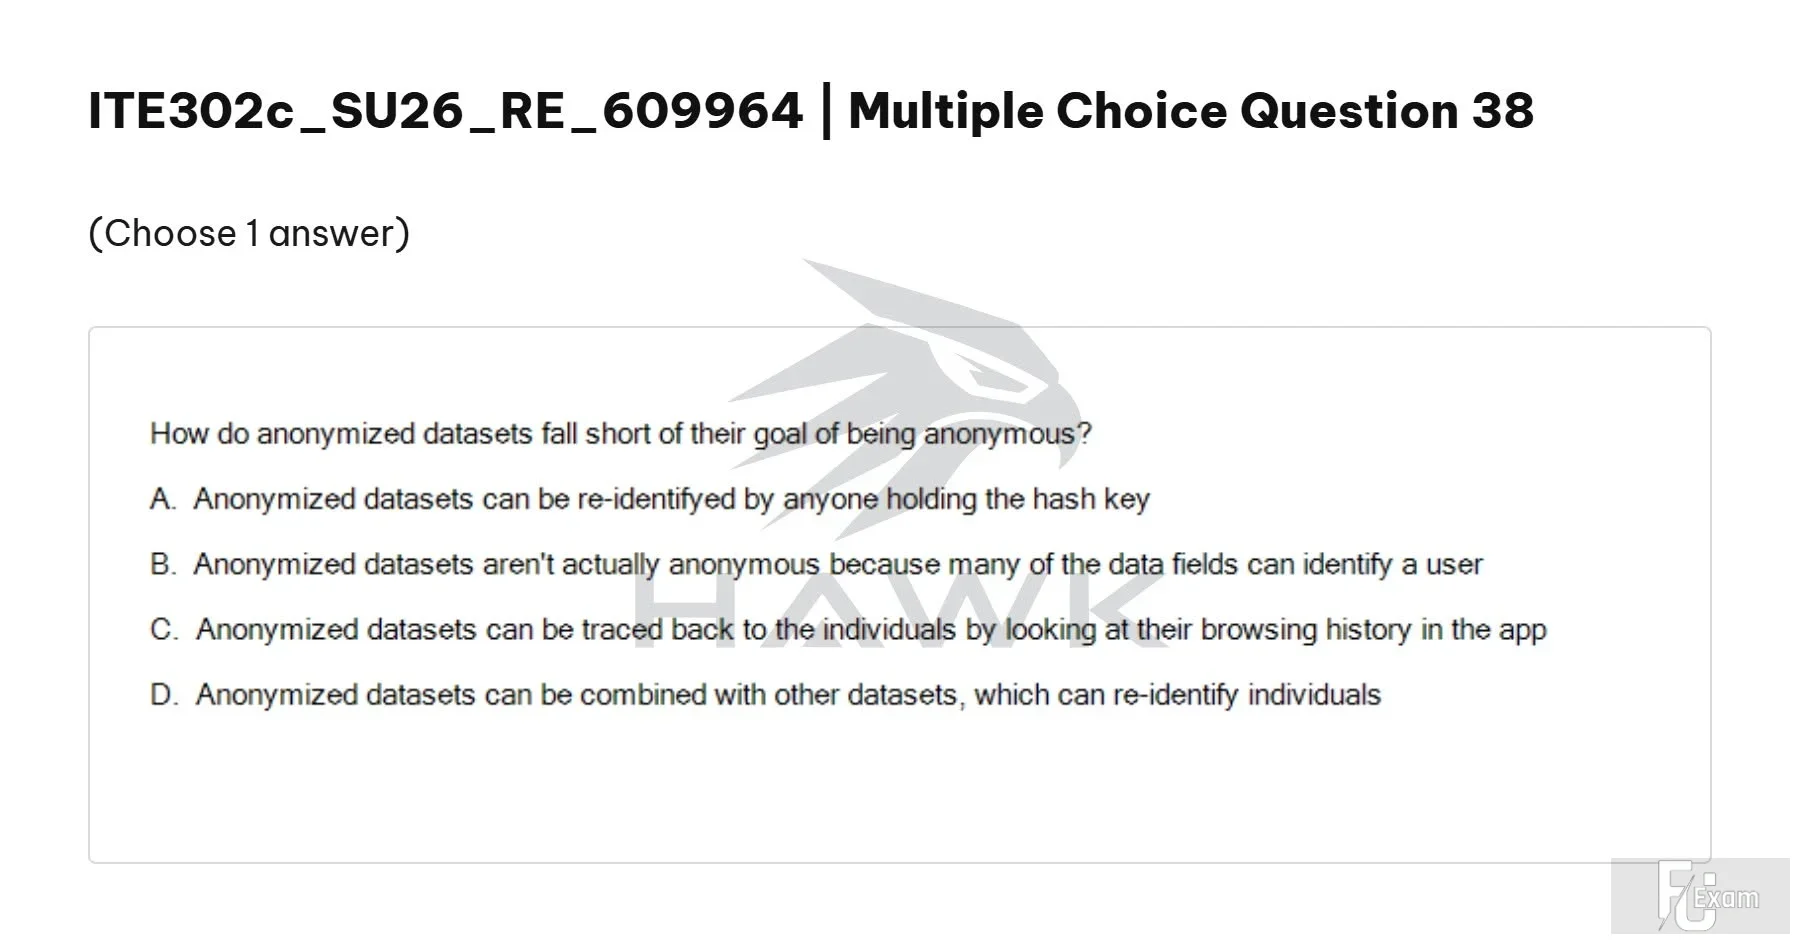 ITE302c_SU26_RE_609964 | Multiple Choice Question 38
(Choose 1 answer)
How do anonymized datasets fall short of their goal of being anonymous?
A. Anonymized datasets can be re-identifyed by anyone holding the hash key
B. Anonymized datasets aren't actually anonymous because many of the data fields can identify a user
C. Anonymized datasets can be traced back to the individuals by looking at their browsing history in the app
D. Anonymized datasets can be combined with other datasets, which can re-identify individuals
HAWK
FU Exam